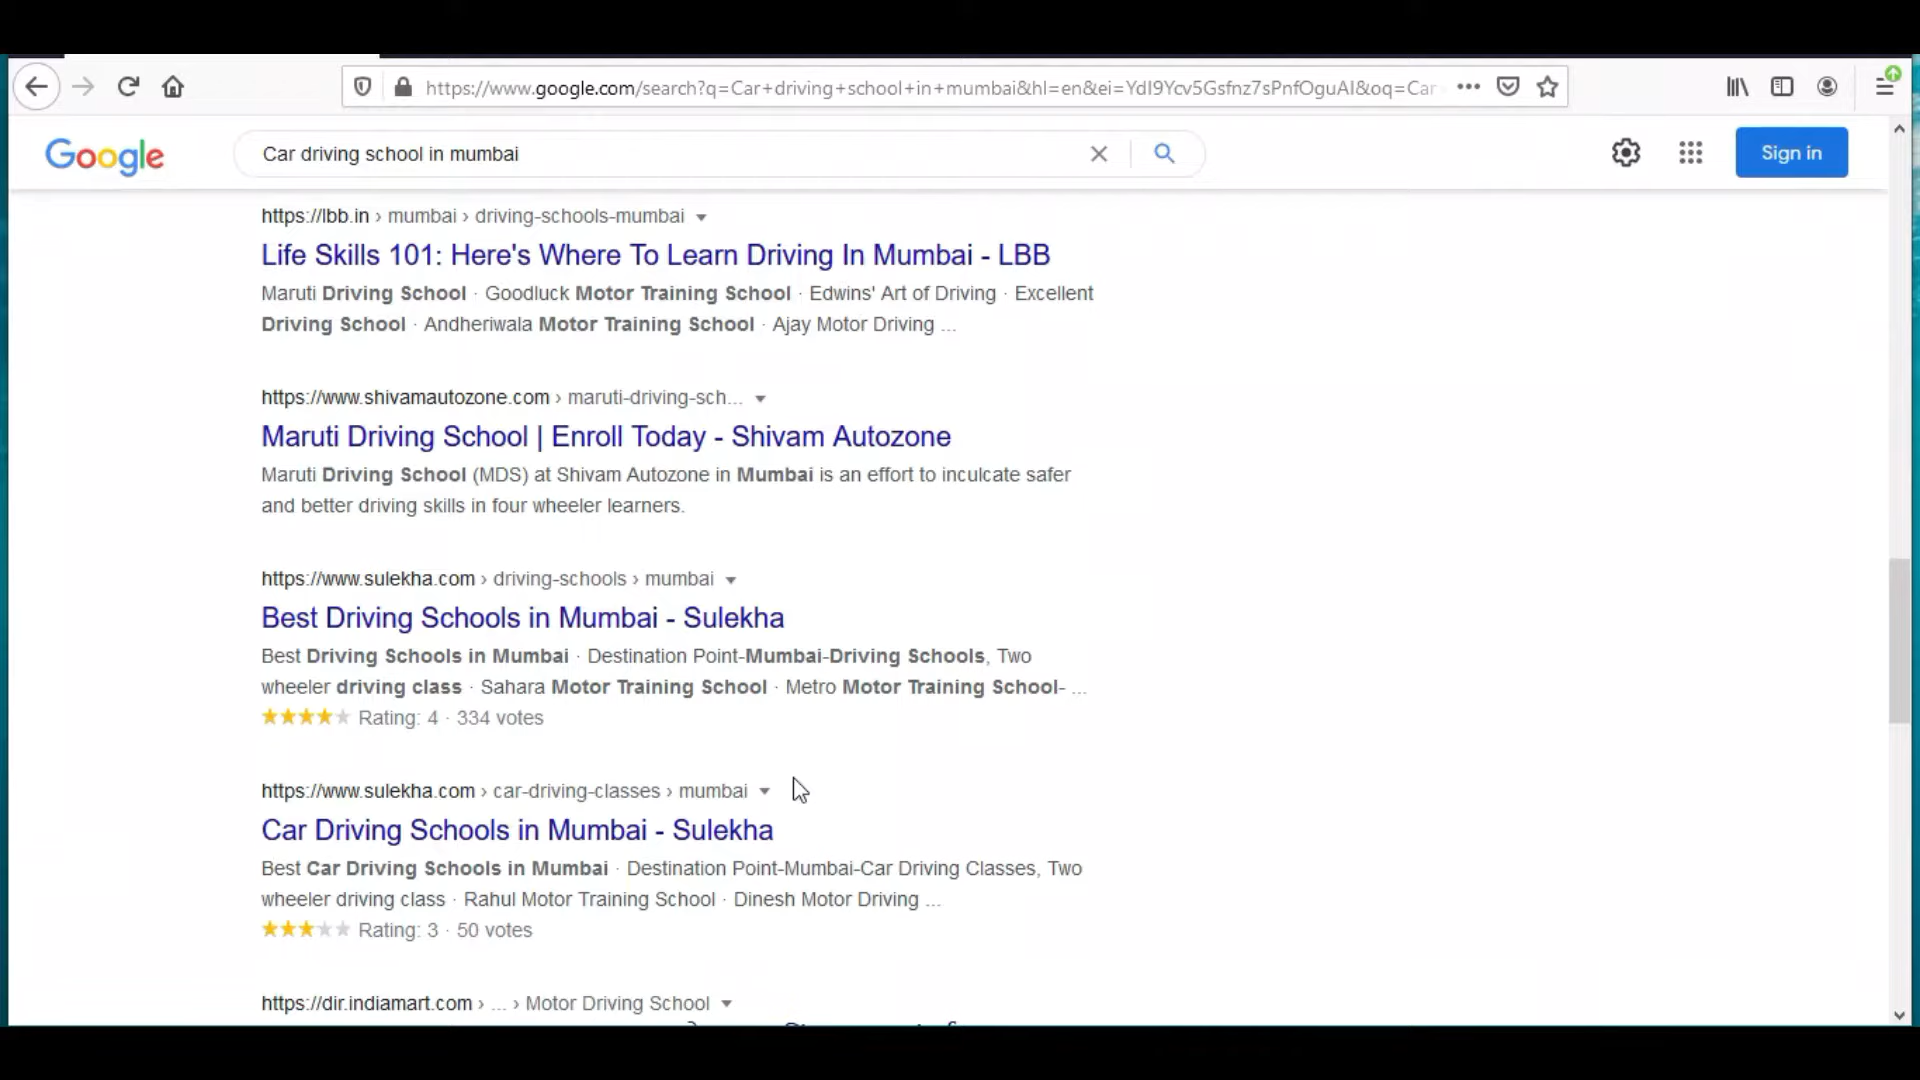 https://www.google.com/search?q=Car+driving+school+in+mumbai&hl=en&ei=YdI9Ycv5Gsfnz7sPnfOguAI&oq=Car
Google
Car driving school in mumbai
Sign in
https://lbb.in › mumbai › driving-schools-mumbai
Life Skills 101: Here's Where To Learn Driving In Mumbai - LBB
Maruti Driving School · Goodluck Motor Training School · Edwins' Art of Driving · Excellent
Driving School · Andheriwala Motor Training School · Ajay Motor Driving ...
https://www.shivamautozone.com › maruti-driving-sch...
Maruti Driving School | Enroll Today - Shivam Autozone
Maruti Driving School (MDS) at Shivam Autozone in Mumbai is an effort to inculcate safer
and better driving skills in four wheeler learners.
https://www.sulekha.com › driving-schools › mumbai
Best Driving Schools in Mumbai - Sulekha
Best Driving Schools in Mumbai · Destination Point-Mumbai-Driving Schools, Two
wheeler driving class · Sahara Motor Training School · Metro Motor Training School- ...
Rating: 4 · 334 votes
https://www.sulekha.com › car-driving-classes › mumbai
Car Driving Schools in Mumbai - Sulekha
Best Car Driving Schools in Mumbai · Destination Point-Mumbai-Car Driving Classes, Two
wheeler driving class · Rahul Motor Training School · Dinesh Motor Driving ...
Rating: 3 · 50 votes
https://dir.indiamart.com › ... › Motor Driving School